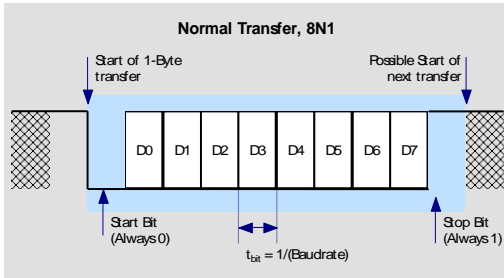 Normal Transfer, 8N1
Start of 1-Byte
transfer
Possible Start of
next transfer
D0 D1 D2 D3 D4 D5 D6 D7
Start Bit
(Always 0)
Stop Bit
(Always 1)
tbit = 1/(Baudrate)